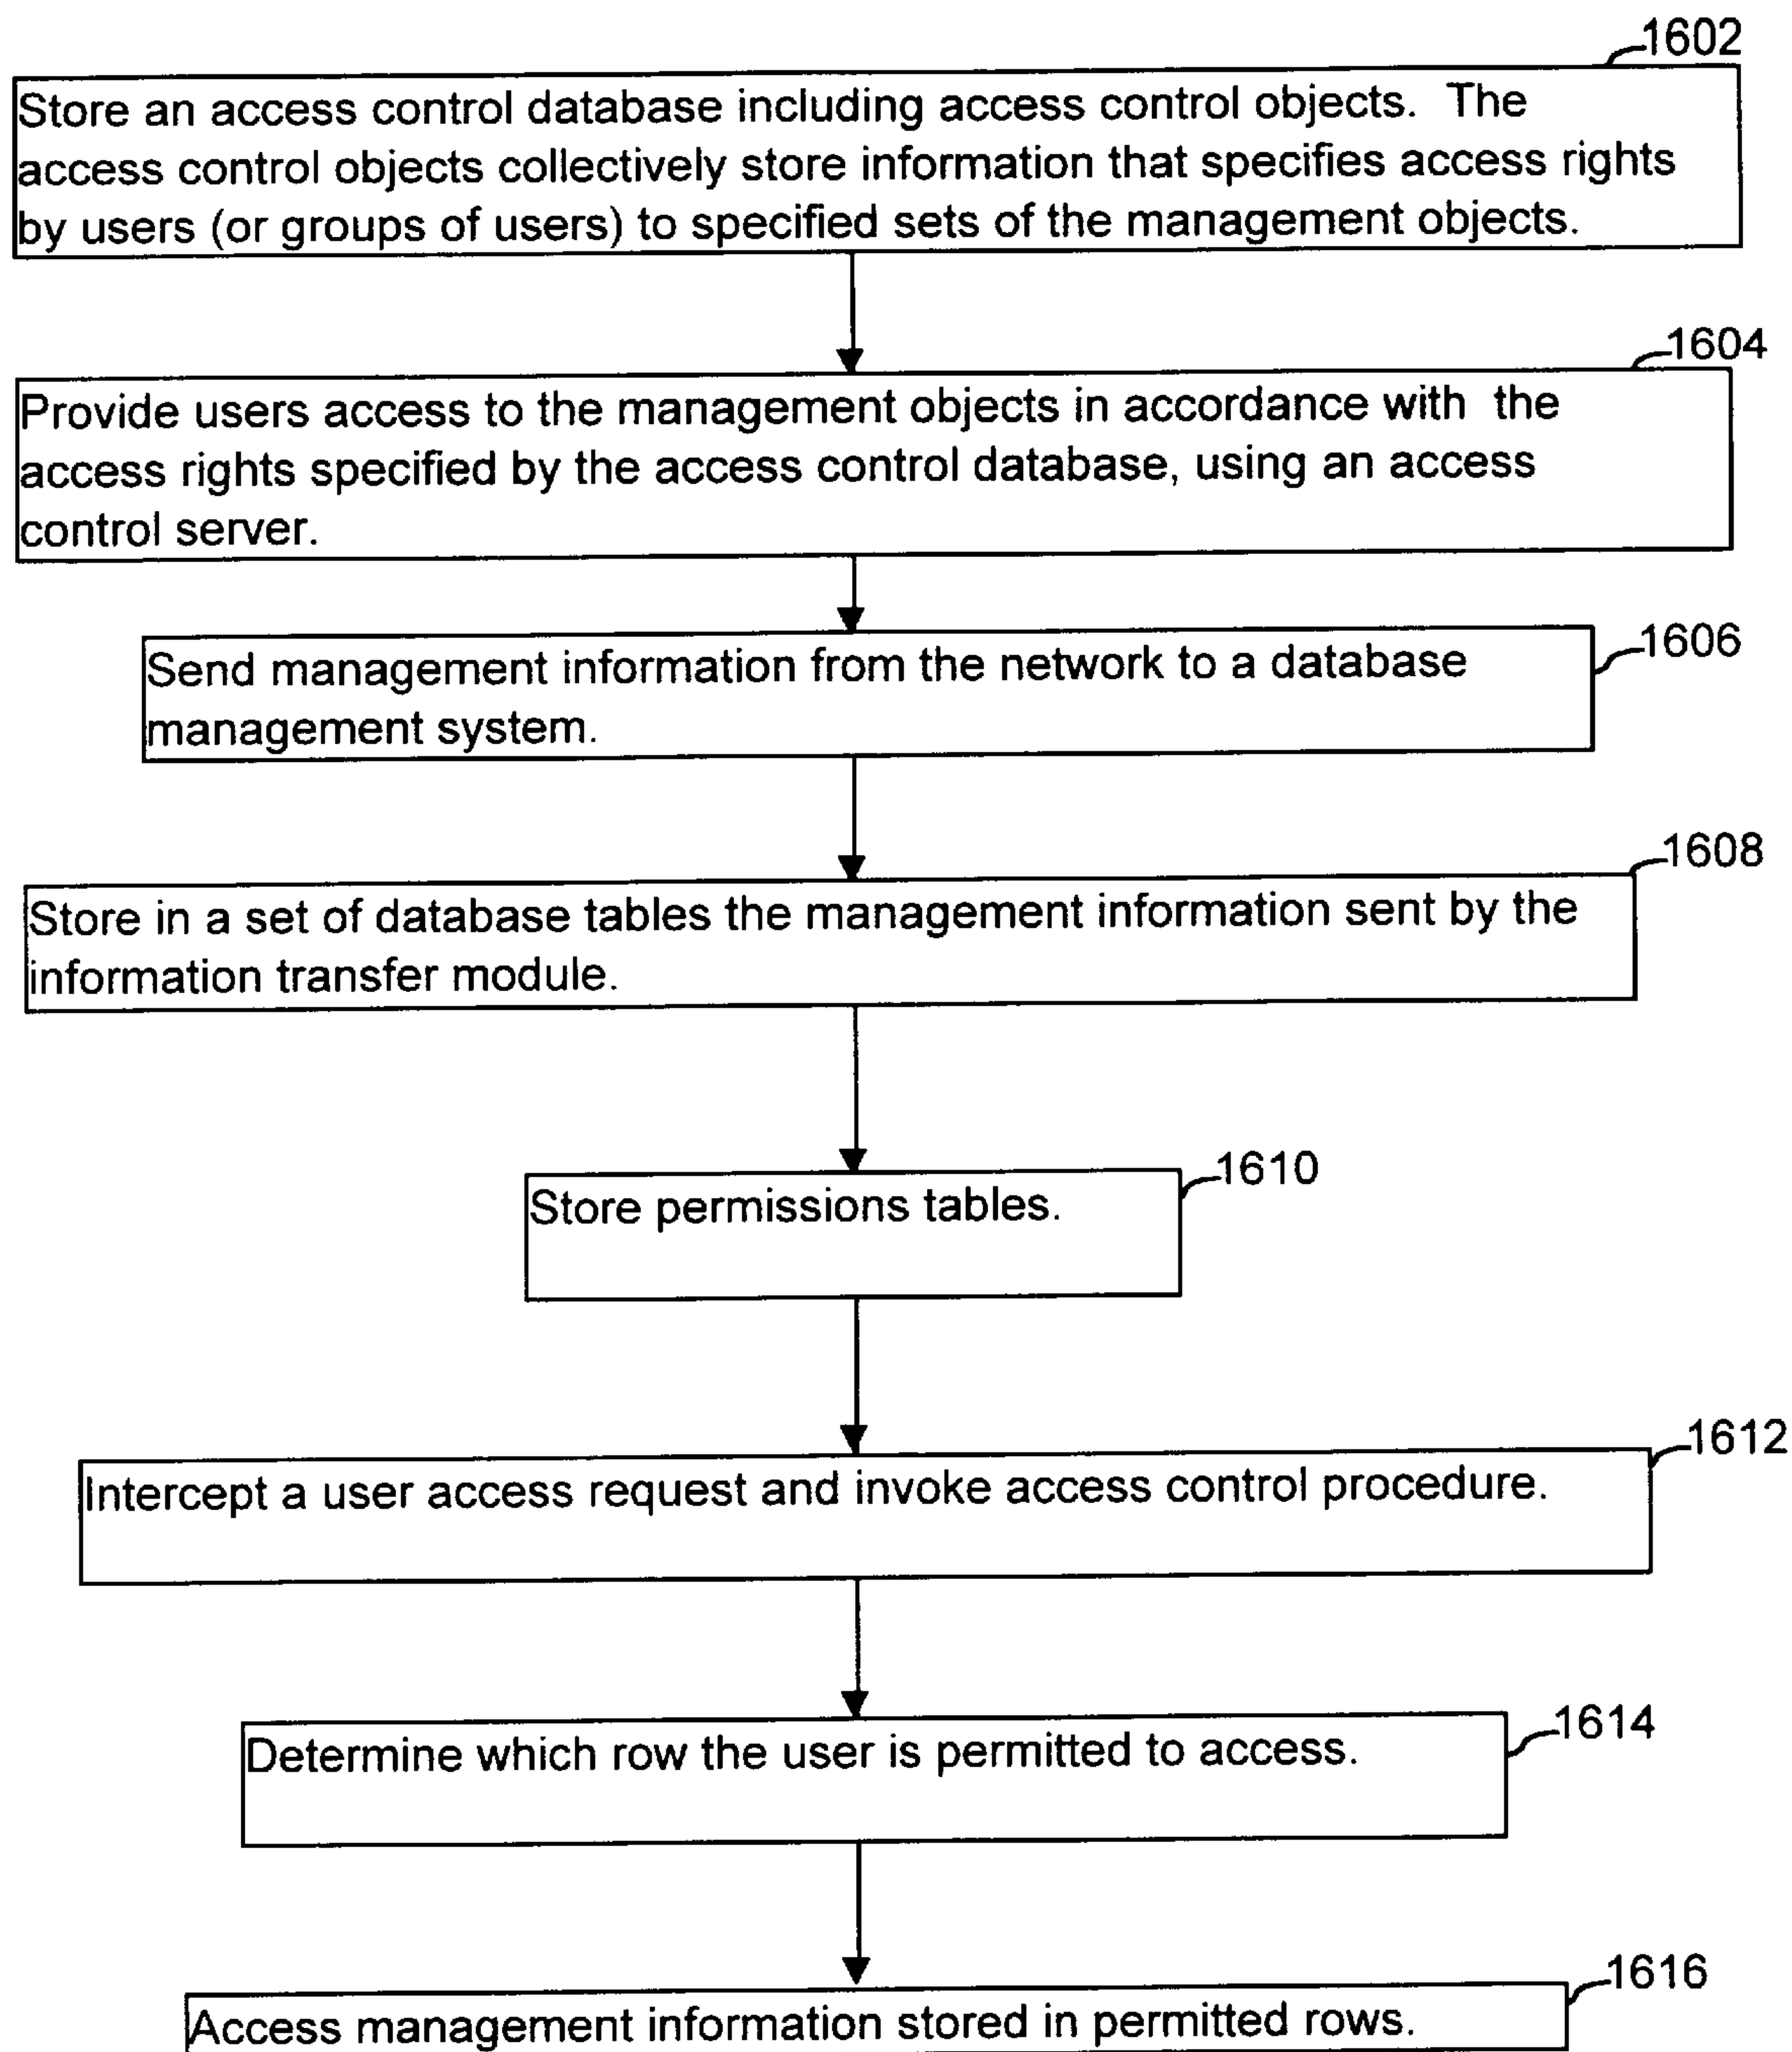 1602
Store an access control database including access control objects. The
access control objects collectively store information that specifies access rights
by users (or groups of users) to specified sets of the management objects.
1604
Provide users access to the management objects in accordance with the
access rights specified by the access control database, using an access
control server.
1606
Send management information from the network to a database
management system.
1608
Store in a set of database tables the management information sent by the
information transfer module.
1610
Store permissions tables.
1612
Intercept a user access request and invoke access control procedure.
1614
Determine which row the user is permitted to access.
1616
Access management information stored in permitted rows.